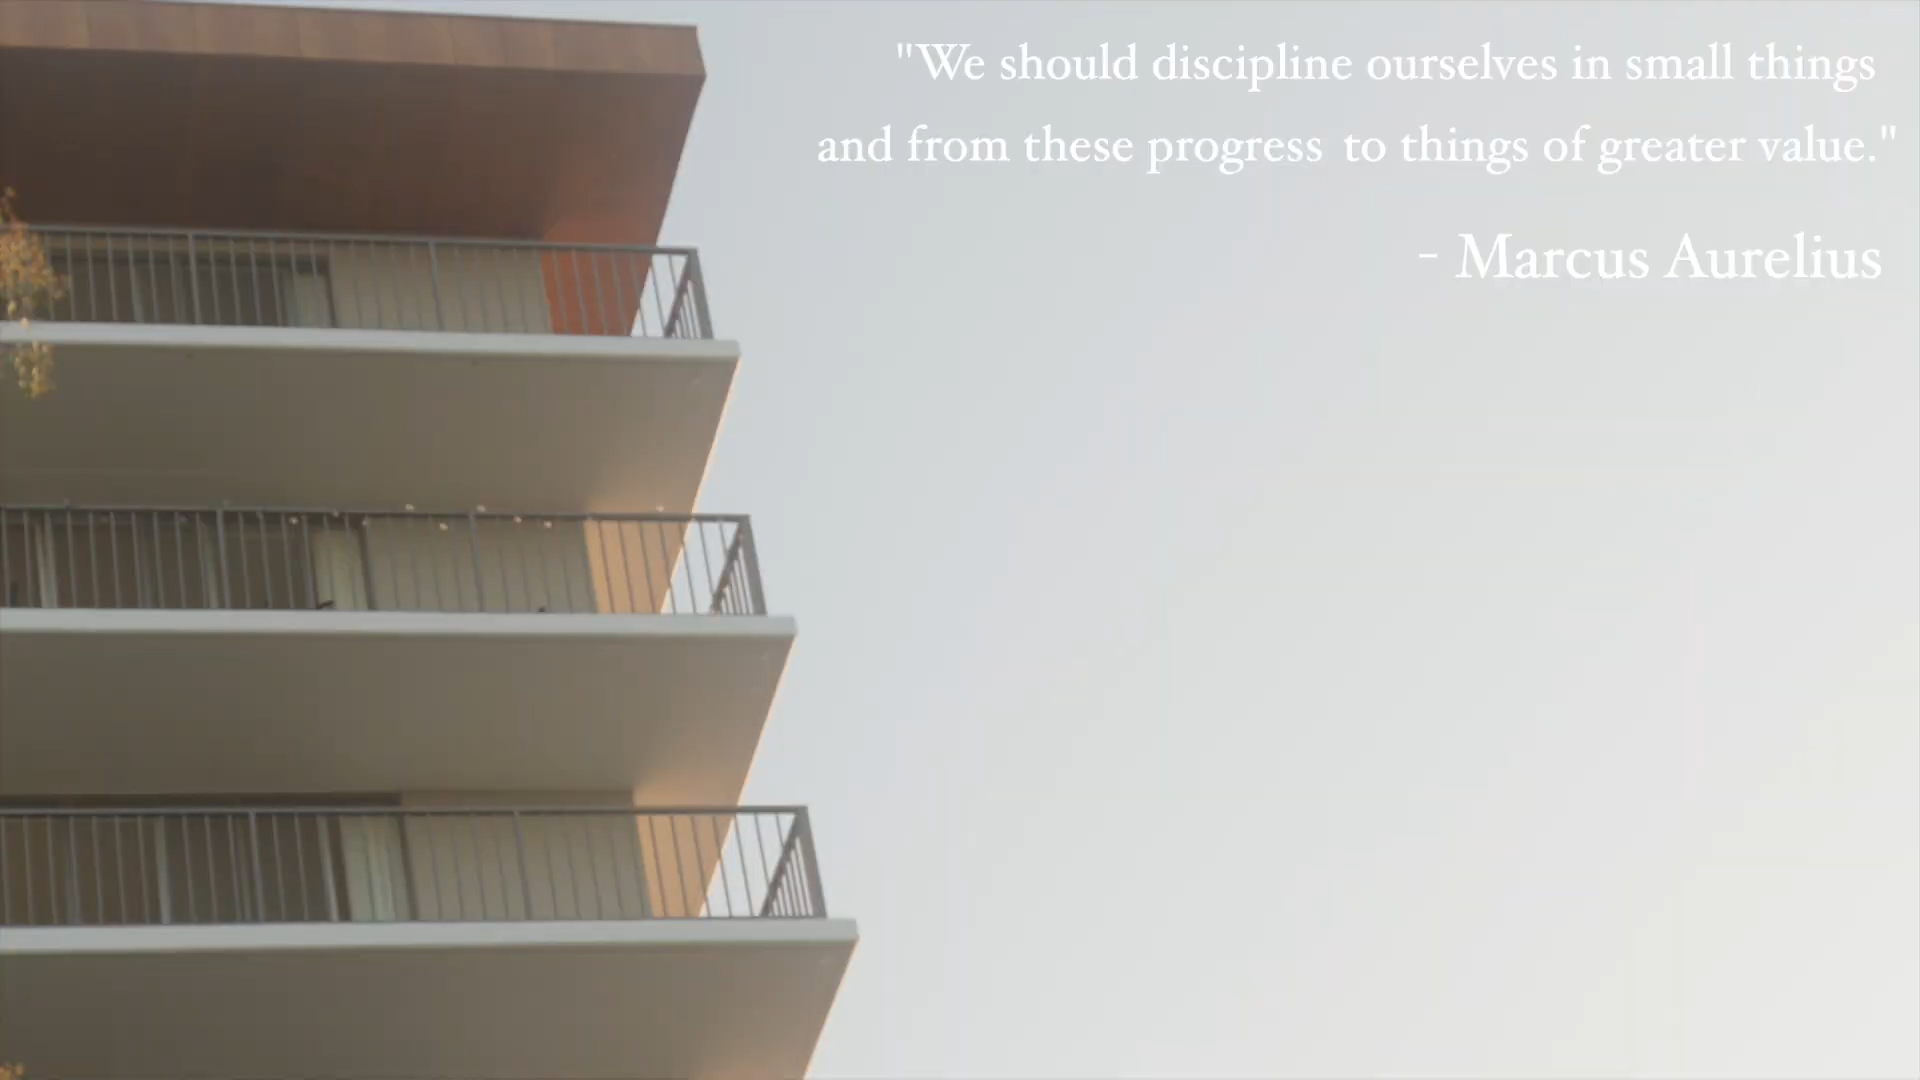 "We should discipline ourselves in small things
and from these progress to things of greater value."
- Marcus Aurelius